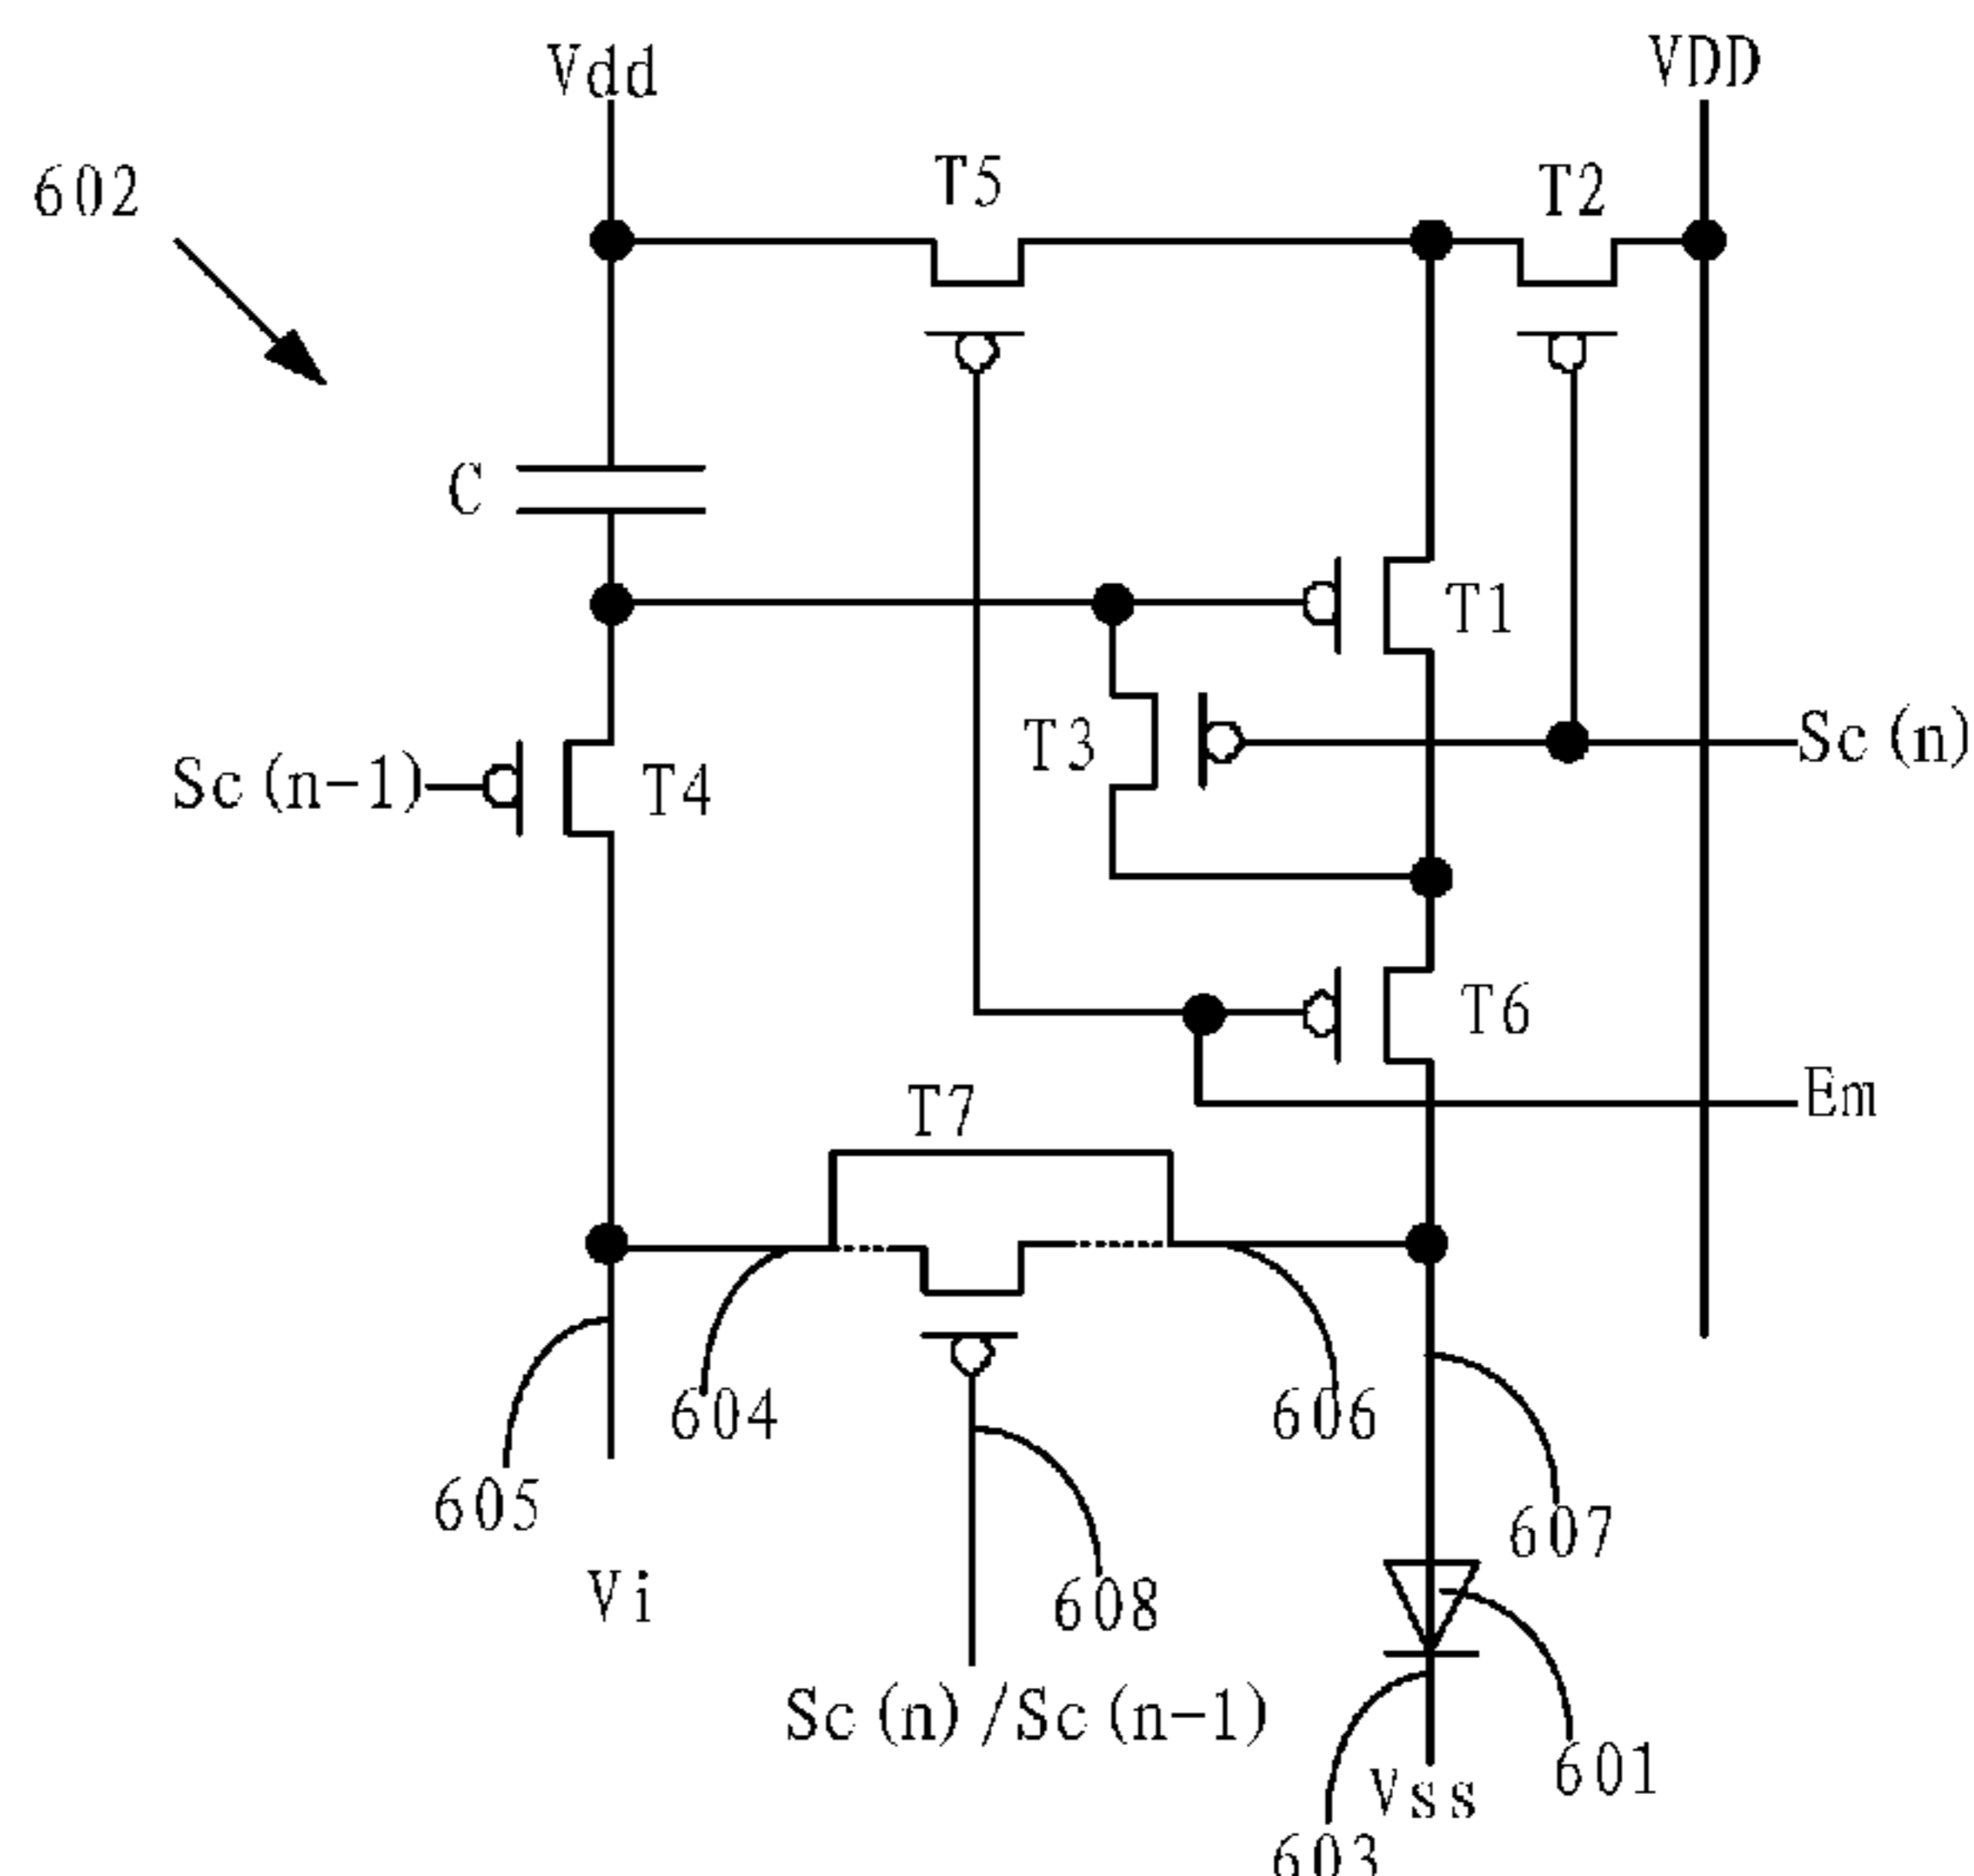 Vdd
VDD
602
T5
T2
C
T1
T3
Sc(n)
Sc(n-1)
T4
T6
Em
T7
604
606
605
607
Vi
608
Sc(n)/Sc(n-1)
601
Vss
603